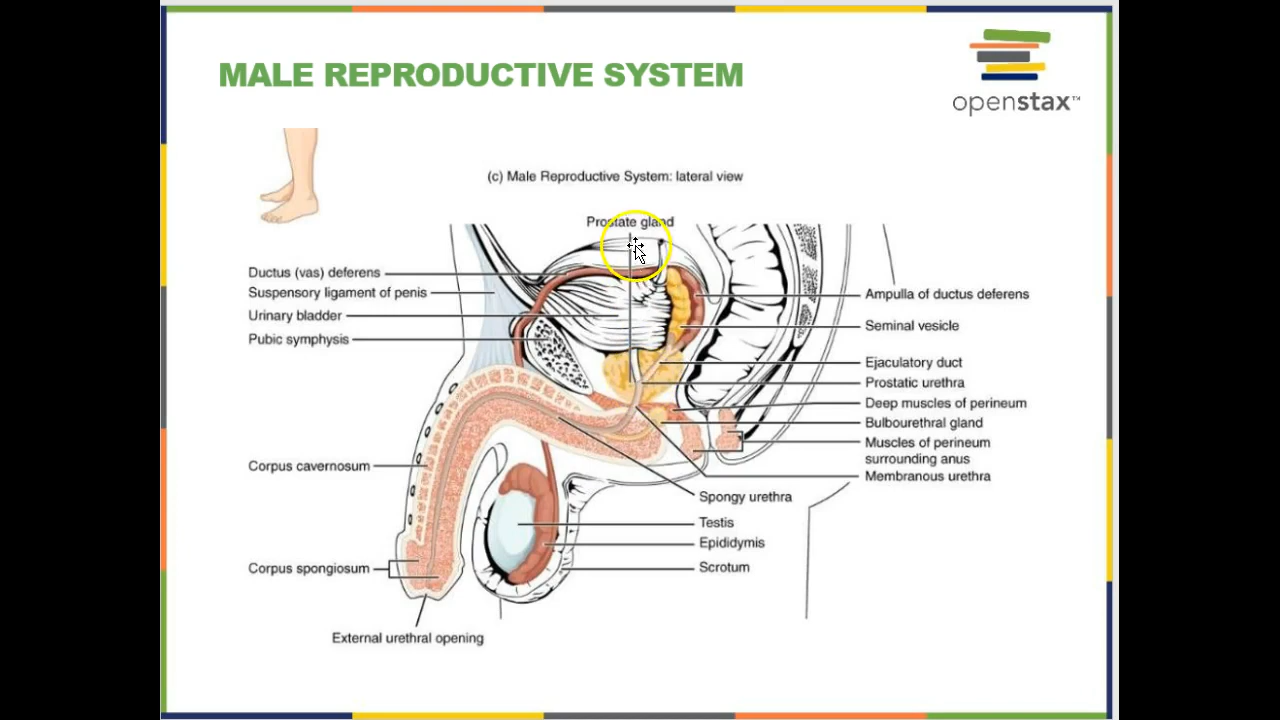 MALE REPRODUCTIVE SYSTEM
openstax™
(c) Male Reproductive System: lateral view
Prostate gland
Ductus (vas) deferens
Suspensory ligament of penis
Urinary bladder
Pubic symphysis
Corpus cavernosum
Corpus spongiosum
External urethral opening
Ampulla of ductus deferens
Seminal vesicle
Ejaculatory duct
Prostatic urethra
Deep muscles of perineum
Bulbourethral gland
Muscles of perineum
surrounding anus
Membranous urethra
Spongy urethra
Testis
Epididymis
Scrotum